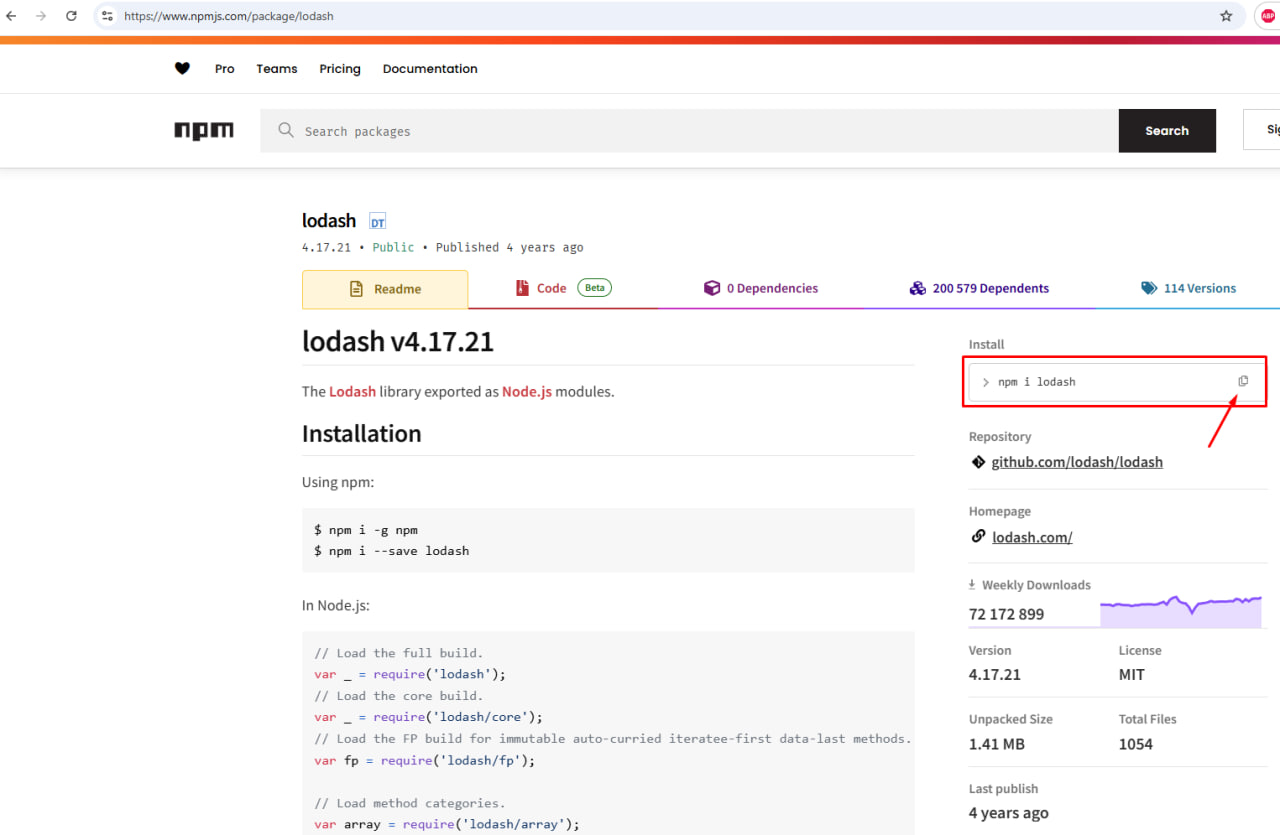 https://www.npmjs.com/package/lodash
ABP
Pro Teams Pricing Documentation
npm
Search packages
Search
lodash DT
4.17.21 • Public • Published 4 years ago
Readme
Code Beta
0 Dependencies
200 579 Dependents
114 Versions
lodash v4.17.21
The Lodash library exported as Node.js modules.
Installation
Using npm:
$ npm i -g npm
$ npm i --save lodash
In Node.js:
// Load the full build.
var _ = require('lodash');
// Load the core build.
var _ = require('lodash/core');
// Load the FP build for immutable auto-curried iteratee-first data-last methods.
var fp = require('lodash/fp');
// Load method categories.
var array = require('lodash/array');
Install
npm i lodash
Repository
github.com/lodash/lodash
Homepage
lodash.com/
Weekly Downloads
72 172 899
Version
4.17.21
License
MIT
Unpacked Size
1.41 MB
Total Files
1054
Last publish
4 years ago